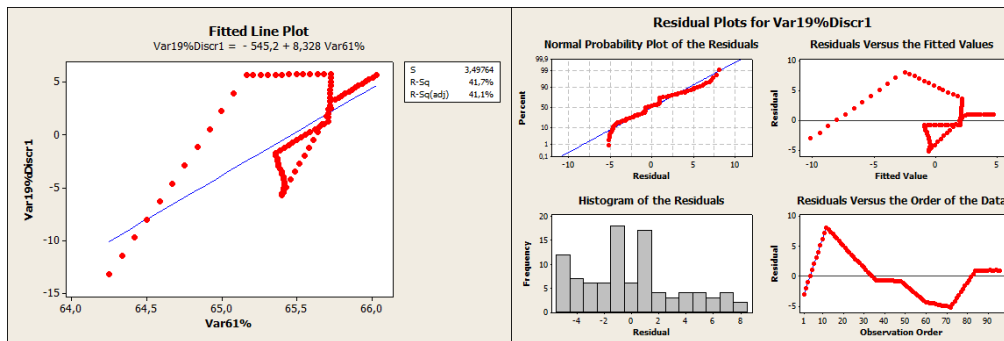 Fitted Line Plot
Var19%Discr1 = - 545,2 + 8,328 Var61%
S 3,49764
R-Sq 41,7%
R-Sq(adj) 41,1%
5
0
-5
-10
-15
Var19%Discr1
64,0 64,5 65,0 65,5 66,0
Var61%
Residual Plots for Var19%Discr1
Normal Probability Plot of the Residuals
99,9
99
90
50
10
1
0,1
Percent
-10 -5 0 5 10
Residual
Residuals Versus the Fitted Values
10
5
0
-5
Residual
-10 -5 0 5
Fitted Value
Histogram of the Residuals
20
15
10
5
0
Frequency
-4 -2 0 2 4 6 8
Residual
Residuals Versus the Order of the Data
10
5
0
-5
Residual
1 10 20 30 40 50 60 70 80 90
Observation Order